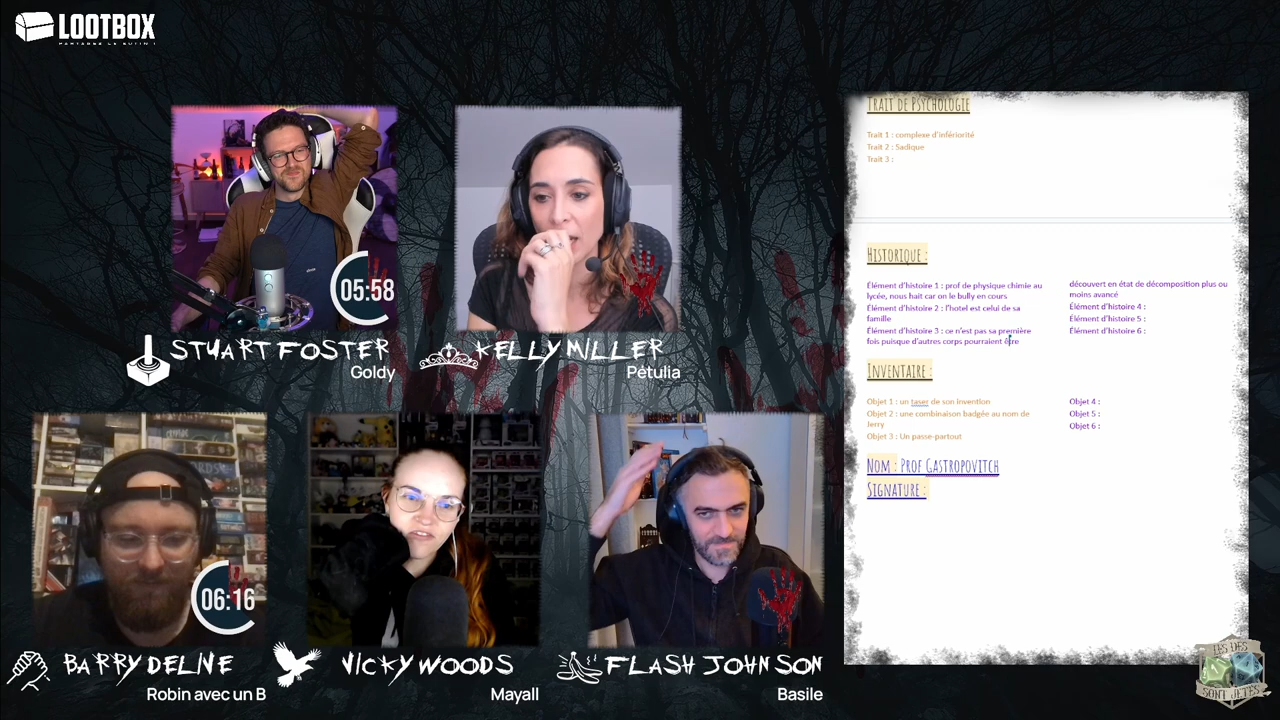 LOOTBOX
PARTAGEZ LE BUTIN !
05:58
STUART FOSTER
Goldy
KELLY MILLER
Pétulia
06:16
BARRY DELIVE
Robin avec un B
VICKY WOODS
Mayall
FLASH JOHNSON
Basile
Trait de Psychologie
Trait 1 : complexe d'infériorité
Trait 2 : Sadique
Trait 3 :
Historique :
Élément d'histoire 1 : prof de physique chimie au
lycée, nous hait car on le bully en cours
Élément d'histoire 2 : l'hotel est celui de sa
famille
Élément d'histoire 3 : ce n'est pas sa première
fois puisque d'autres corps pourraient être
découvert en état de décomposition plus ou
moins avancé
Élément d'histoire 4 :
Élément d'histoire 5 :
Élément d'histoire 6 :
Inventaire :
Objet 1 : un taser de son invention
Objet 2 : une combinaison badgée au nom de
Jerry
Objet 3 : Un passe-partout
Objet 4 :
Objet 5 :
Objet 6 :
Nom : Prof Gastropovitch
Signature :
LES DES
SONT JETÉS